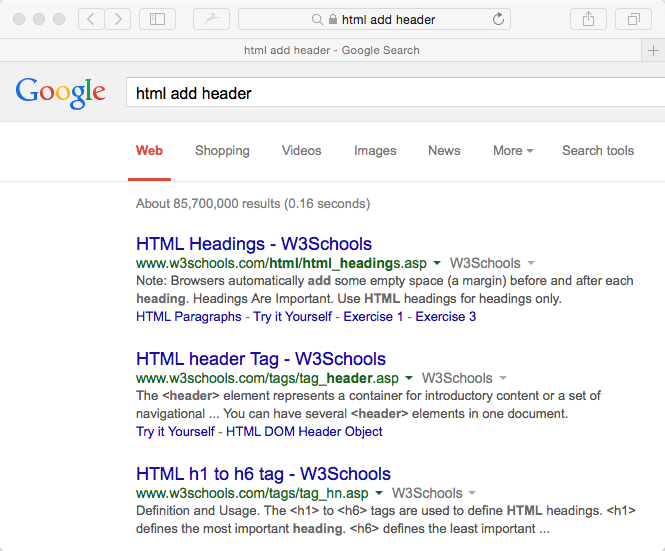 html add header
html add header - Google Search
+
Google
html add header
Web Shopping Videos Images News More Search tools
About 85,700,000 results (0.16 seconds)
HTML Headings - W3Schools
www.w3schools.com/html/html_headings.asp W3Schools
Note: Browsers automatically add some empty space (a margin) before and after each
heading. Headings Are Important. Use HTML headings for headings only.
HTML Paragraphs - Try it Yourself - Exercise 1 - Exercise 3
HTML header Tag - W3Schools
www.w3schools.com/tags/tag_header.asp W3Schools
The <header> element represents a container for introductory content or a set of
navigational ... You can have several <header> elements in one document.
Try it Yourself - HTML DOM Header Object
HTML h1 to h6 tag - W3Schools
www.w3schools.com/tags/tag_hn.asp W3Schools
Definition and Usage. The <h1> to <h6> tags are used to define HTML headings. <h1>
defines the most important heading. <h6> defines the least important ...